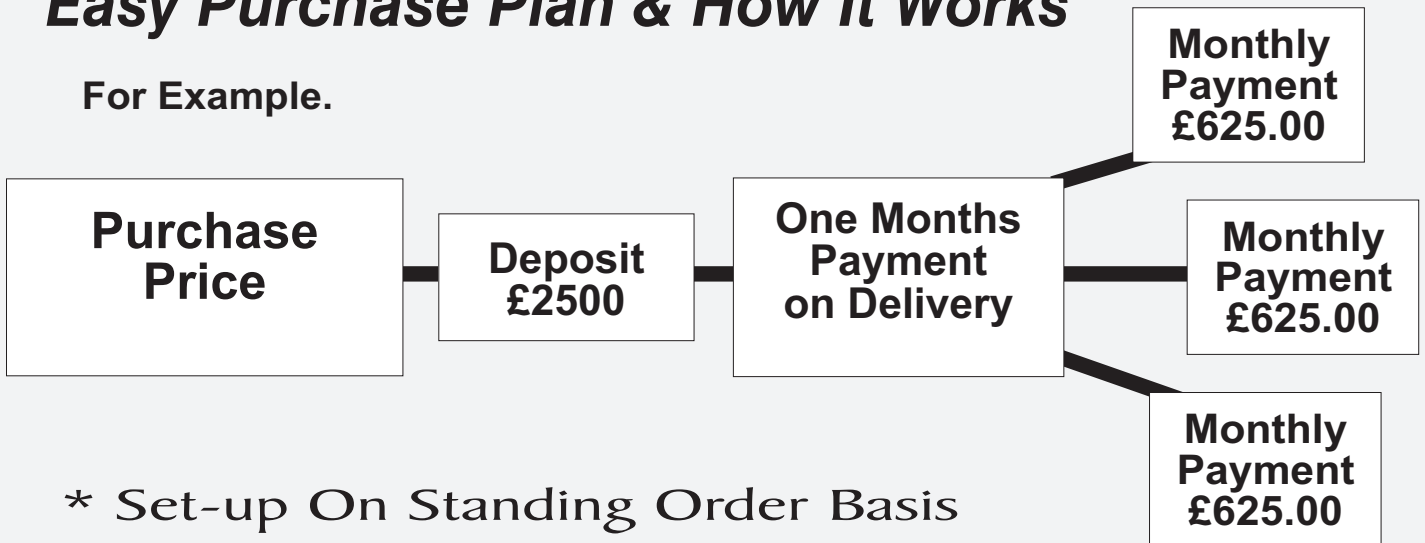 Easy Purchase Plan & How It Works
For Example.
Purchase
Price
Deposit
£2500
One Months
Payment
on Delivery
Monthly
Payment
£625.00
Monthly
Payment
£625.00
Monthly
Payment
£625.00
* Set-up On Standing Order Basis